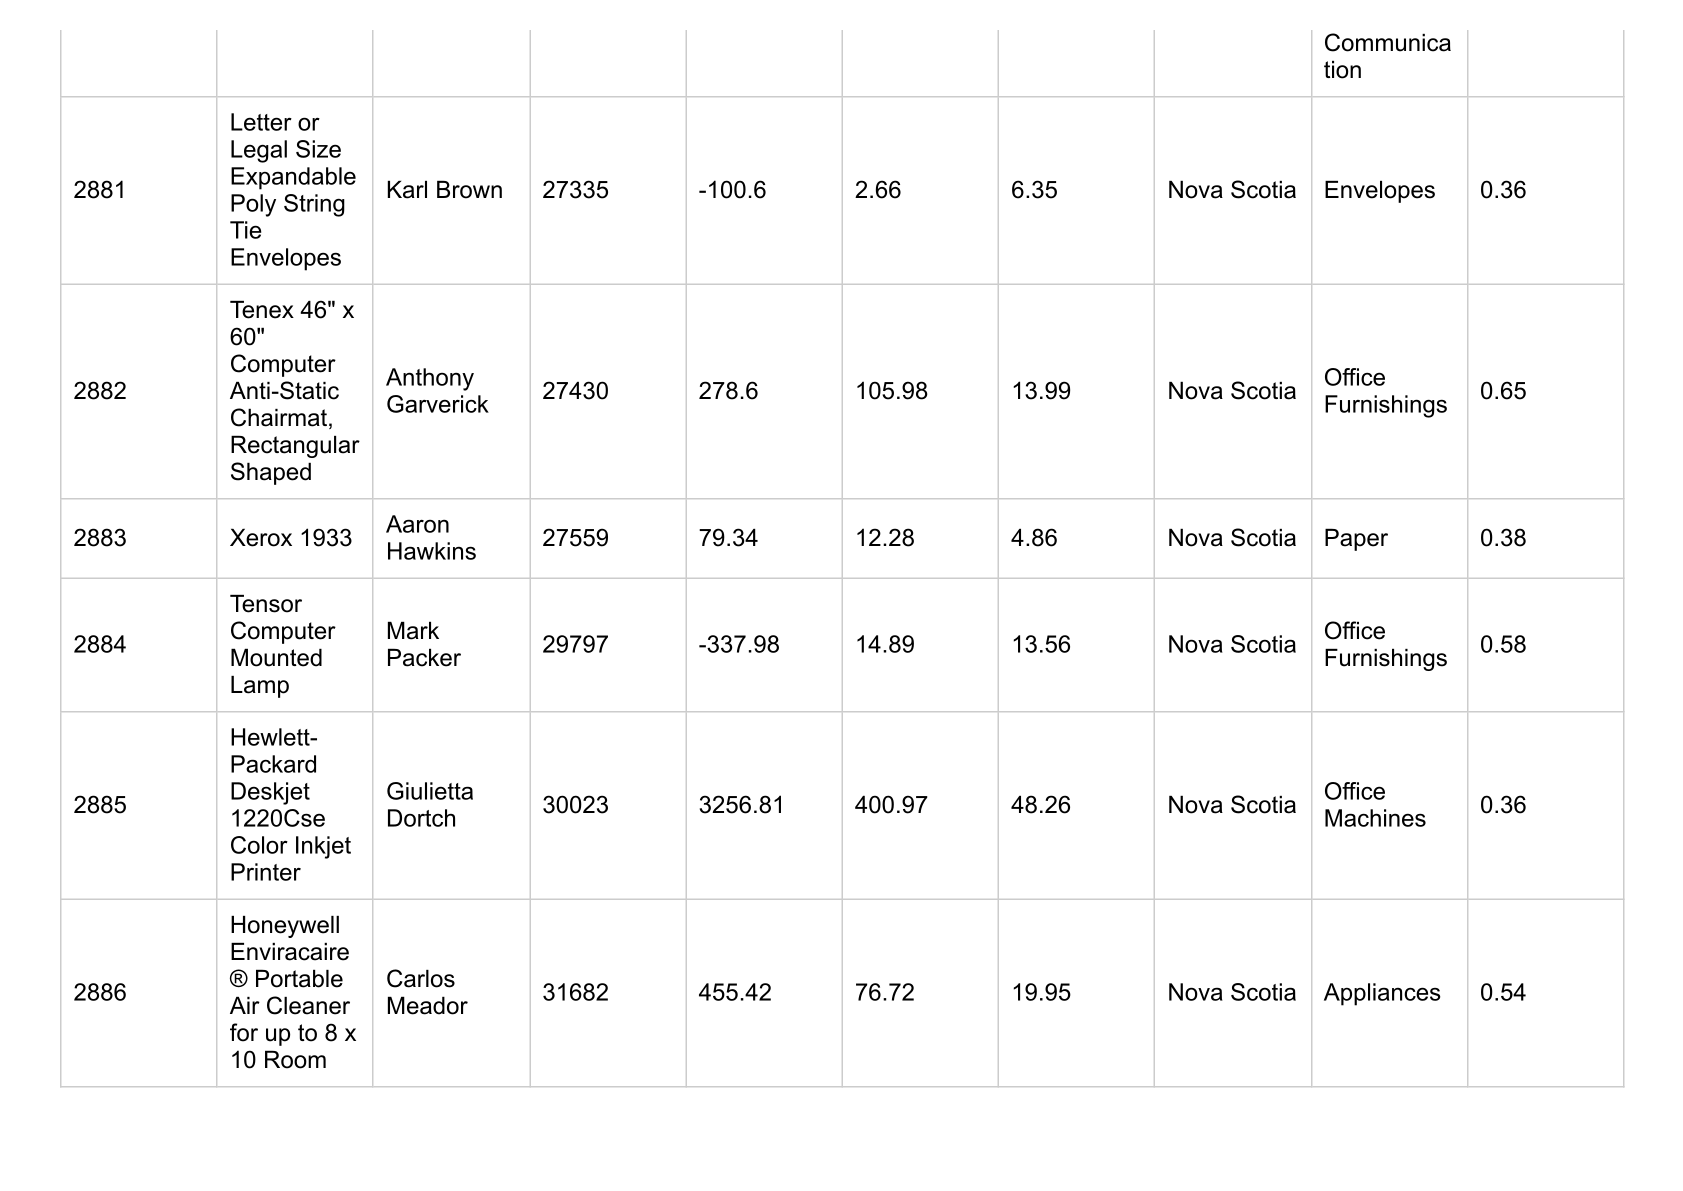 Communica
tion
2881
Letter or
Legal Size
Expandable
Poly String
Tie
Envelopes
Karl Brown
27335
-100.6
2.66
6.35
Nova Scotia
Envelopes
0.36
2882
Tenex 46" x
60"
Computer
Anti-Static
Chairmat,
Rectangular
Shaped
Anthony
Garverick
27430
278.6
105.98
13.99
Nova Scotia
Office
Furnishings
0.65
2883
Xerox 1933
Aaron
Hawkins
27559
79.34
12.28
4.86
Nova Scotia
Paper
0.38
2884
Tensor
Computer
Mounted
Lamp
Mark
Packer
29797
-337.98
14.89
13.56
Nova Scotia
Office
Furnishings
0.58
2885
Hewlett-
Packard
Deskjet
1220Cse
Color Inkjet
Printer
Giulietta
Dortch
30023
3256.81
400.97
48.26
Nova Scotia
Office
Machines
0.36
2886
Honeywell
Enviracaire
® Portable
Air Cleaner
for up to 8 x
10 Room
Carlos
Meador
31682
455.42
76.72
19.95
Nova Scotia
Appliances
0.54